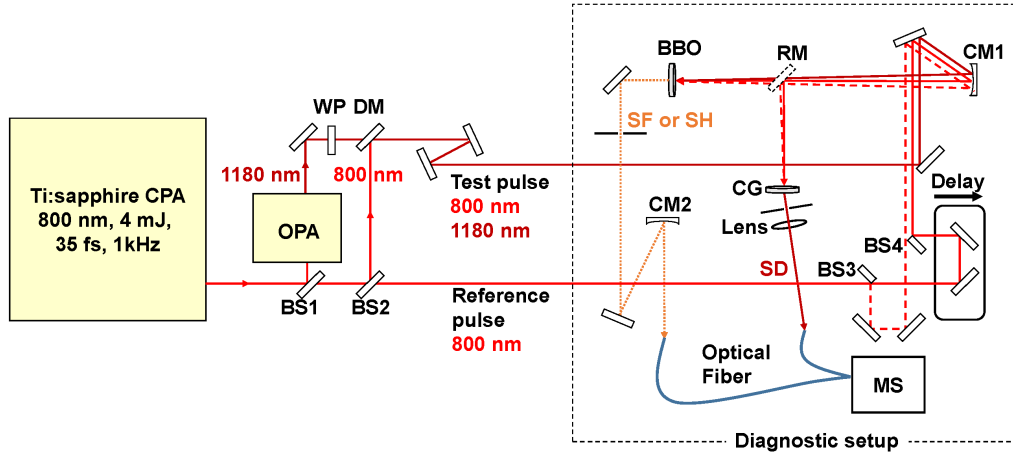 BBO
RM
CM1
WP DM
SF or SH
Ti:sapphire CPA
800 nm, 4 mJ,
35 fs, 1kHz
1180 nm
800 nm
Test pulse
800 nm
1180 nm
CG
Lens
Delay
OPA
CM2
BS4
SD
BS3
BS1
BS2
Reference
pulse
800 nm
Optical
Fiber
MS
Diagnostic setup